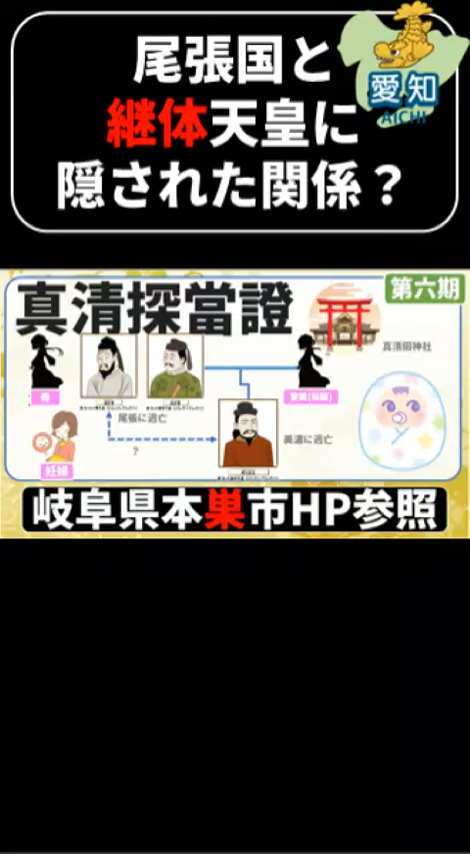 尾張国と
継体天皇に
隠された関係？
愛知
AICHI
第六期
真清探當證
真清田神社
母
尾張に逃亡
美濃に逃亡
？
妊婦
岐阜県本巣市HP参照